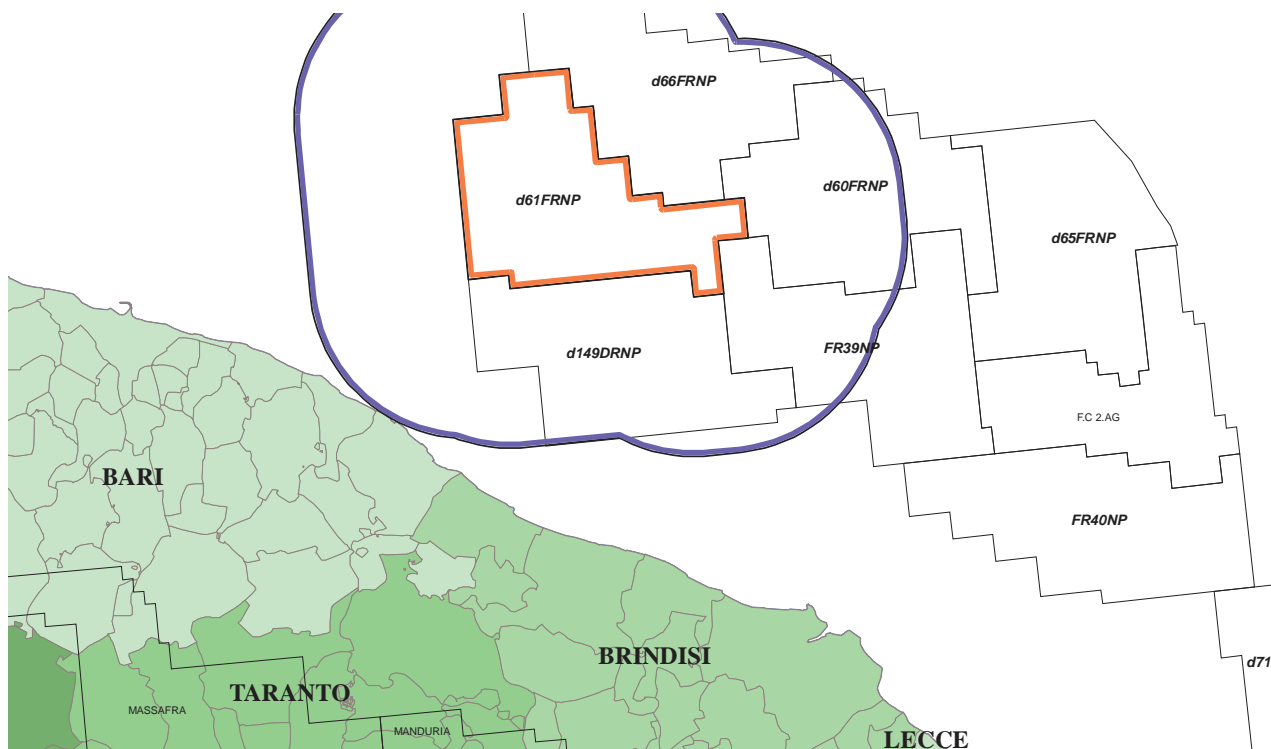 d66FRNP
d61FRNP
d60FRNP
d65FRNP
d149DRNP
FR39NP
F.C 2.AG
BARI
FR40NP
BRINDISI
d71
TARANTO
MASSAFRA
MANDURIA
LECCE